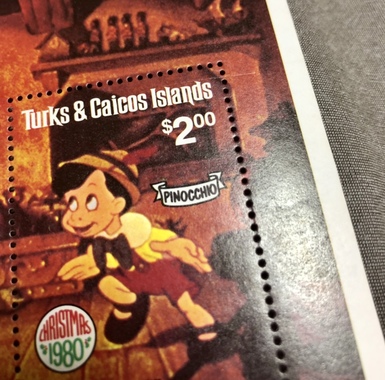 Turks & Caicos Islands
$2.00
PINOCCHIO
CHRISTMAS
1980